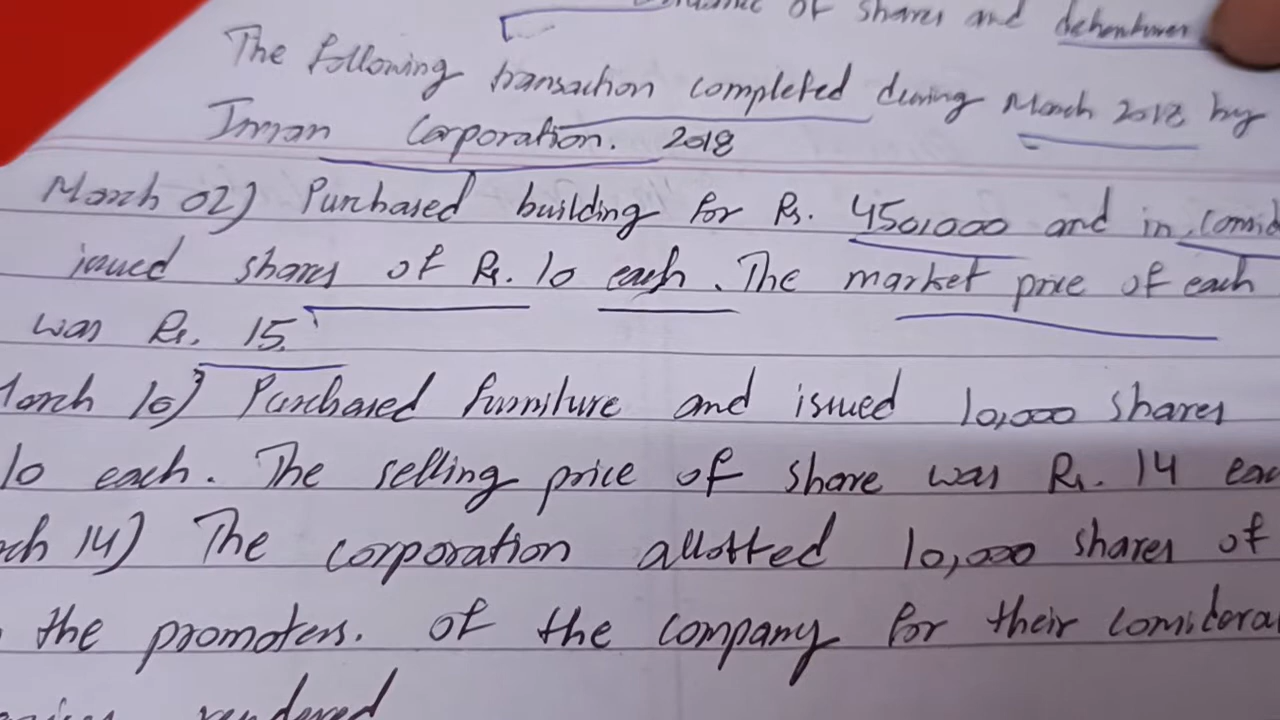 of shares and debentures
The following transaction completed during March 2018 by
Inman Corporation. 2018
March 02) Purchased building for Rs. 450,000 and in consid
issued shares of Rs. 10 each. The market price of each
was Rs. 15.
March 10) Purchased furniture and issued 10,000 shares
10 each. The selling price of share was Rs. 14 eac
ch 14) The corporation allotted 10,000 shares of
the promoters. of the company for their considera
rendered